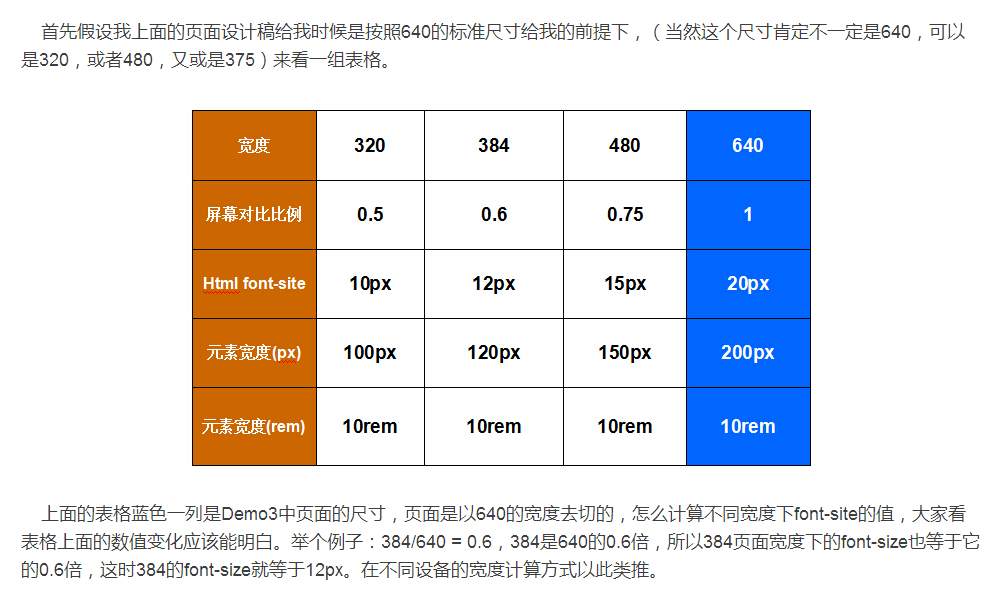 首先假设我上面的页面设计稿给我时候是按照640的标准尺寸给我的前提下，（当然这个尺寸肯定不一定是640，可以
是320，或者480，又或是375）来看一组表格。
宽度 320 384 480 640
屏幕对比比例 0.5 0.6 0.75 1
Html font-site 10px 12px 15px 20px
元素宽度(px) 100px 120px 150px 200px
元素宽度(rem) 10rem 10rem 10rem 10rem
上面的表格蓝色一列是Demo3中页面的尺寸，页面是以640的宽度去切的，怎么计算不同宽度下font-site的值，大家看
表格上面的数值变化应该能明白。举个例子：384/640 = 0.6，384是640的0.6倍，所以384页面宽度下的font-size也等于它
的0.6倍，这时384的font-size就等于12px。在不同设备的宽度计算方式以此类推。